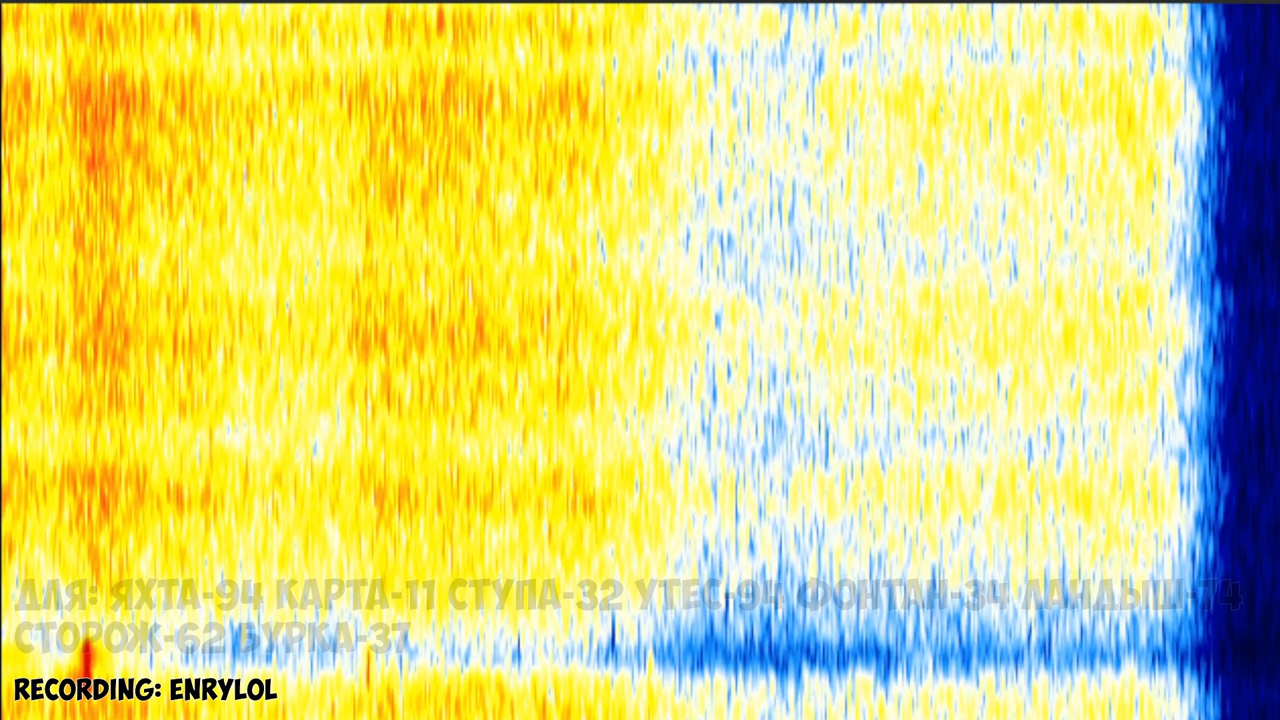 ДЛЯ: ЯХТА-94 КАРТА-11 СТУПА-32 УТЕС-94 ФОНТАН-34 ЛАНДЫШ-74
СТОРОЖ-62 БУРКА-37
RECORDING: ENRYLOL